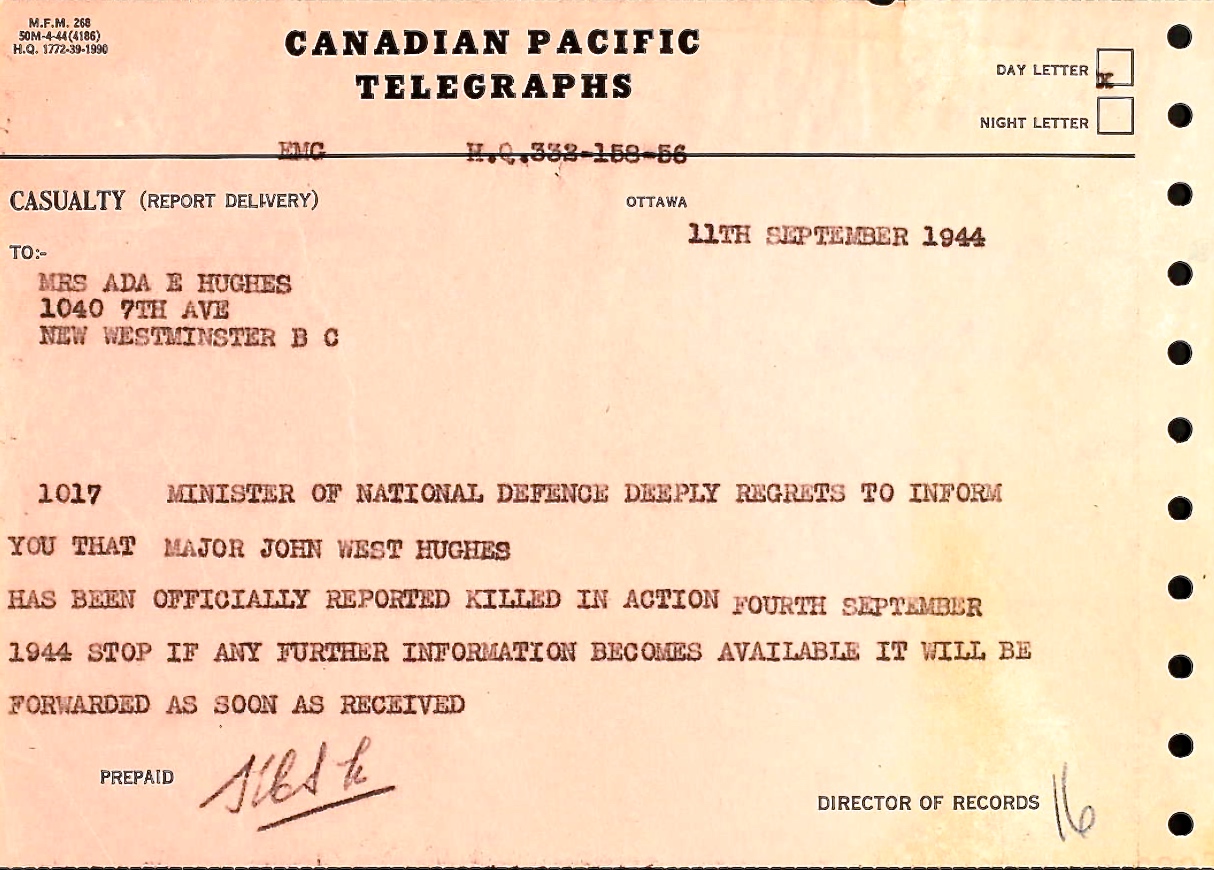 M.F.M. 268
50M-4-44(4186)
H.Q. 1772-39-1990
CANADIAN PACIFIC
TELEGRAPHS
DAY LETTER X
NIGHT LETTER
EMG H.Q.332-158-56
CASUALTY (REPORT DELIVERY)
OTTAWA
11TH SEPTEMBER 1944
TO:-
MRS ADA E HUGHES
1040 7TH AVE
NEW WESTMINSTER B C
1017 MINISTER OF NATIONAL DEFENCE DEEPLY REGRETS TO INFORM
YOU THAT MAJOR JOHN WEST HUGHES
HAS BEEN OFFICIALLY REPORTED KILLED IN ACTION FOURTH SEPTEMBER
1944 STOP IF ANY FURTHER INFORMATION BECOMES AVAILABLE IT WILL BE
FORWARDED AS SOON AS RECEIVED
PREPAID
DIRECTOR OF RECORDS 16